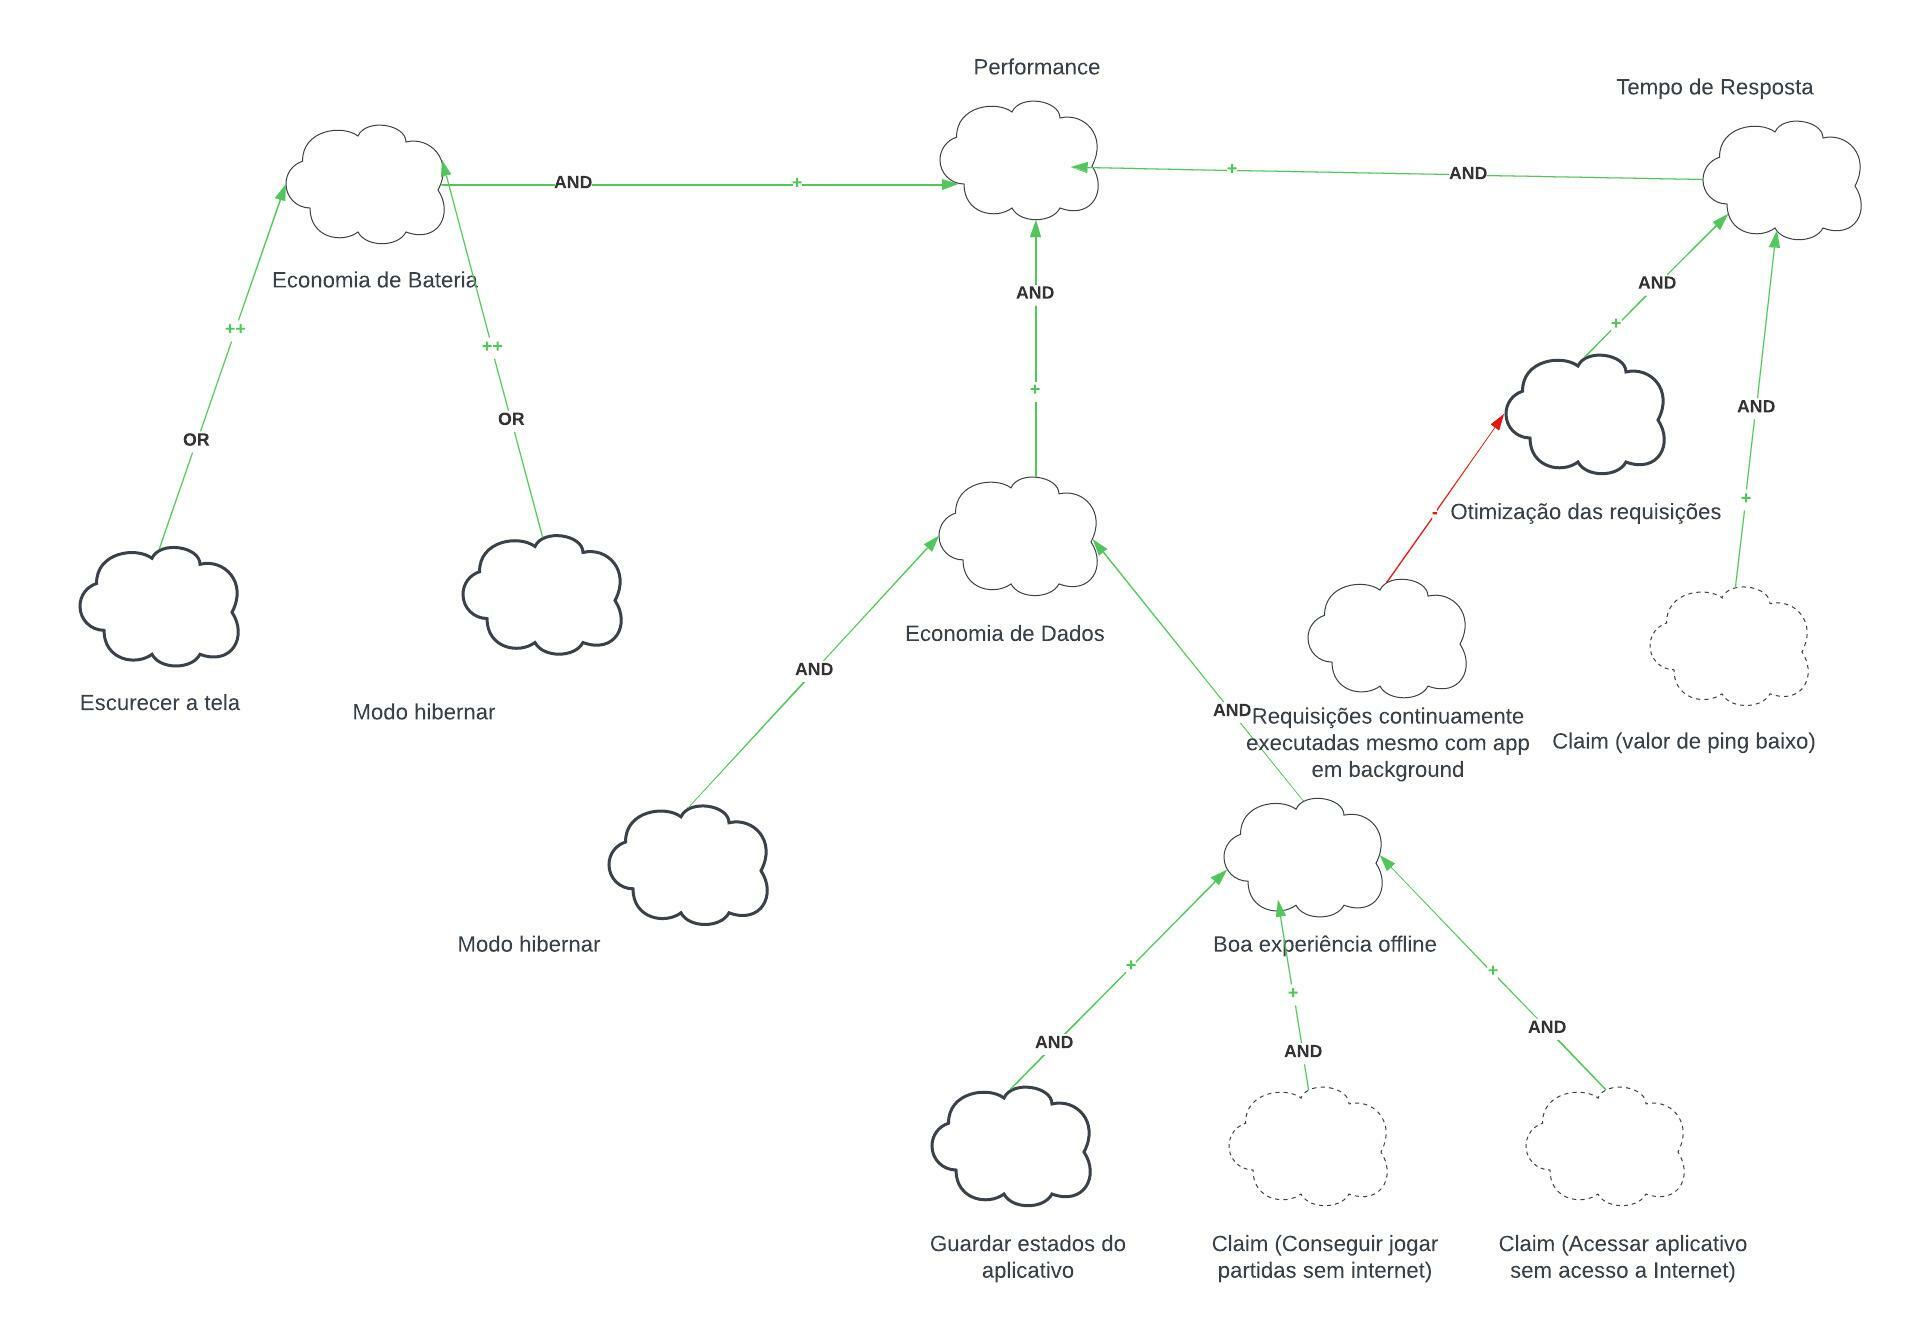 Performance
Tempo de Resposta
AND
+
+
AND
Economia de Bateria
AND
AND
++
+
++
+
AND
OR
OR
+
-
Otimização das requisições
Economia de Dados
AND
Escurecer a tela
Modo hibernar
AND
Requisições continuamente
executadas mesmo com app
em background
Claim (valor de ping baixo)
Modo hibernar
Boa experiência offline
+
+
+
AND
AND
AND
Guardar estados do
aplicativo
Claim (Conseguir jogar
partidas sem internet)
Claim (Acessar aplicativo
sem acesso a Internet)